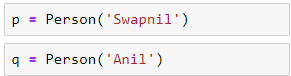 p = Person('Swapnil')
q = Person('Anil')